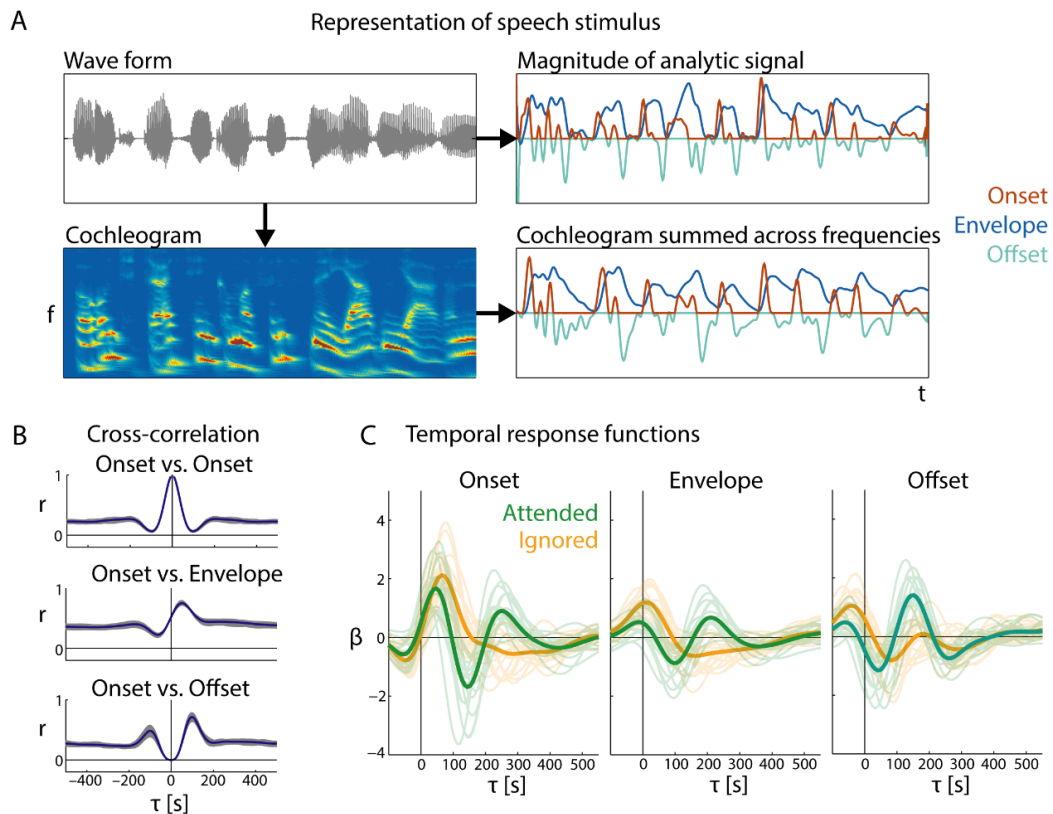 A
Representation of speech stimulus
Wave form
Magnitude of analytic signal
Onset
Envelope
Offset
Cochleogram
Cochleogram summed across frequencies
f
t
B
Cross-correlation
Onset vs. Onset
1
r
0
Onset vs. Envelope
1
r
0
Onset vs. Offset
1
r
0
−400 −200 0 200 400
τ [s]
C
Temporal response functions
Onset
Envelope
Offset
Attended
Ignored
4
2
β
0
−2
−4
0 100 200 300 400 500
τ [s]
0 100 200 300 400 500
τ [s]
0 100 200 300 400 500
τ [s]